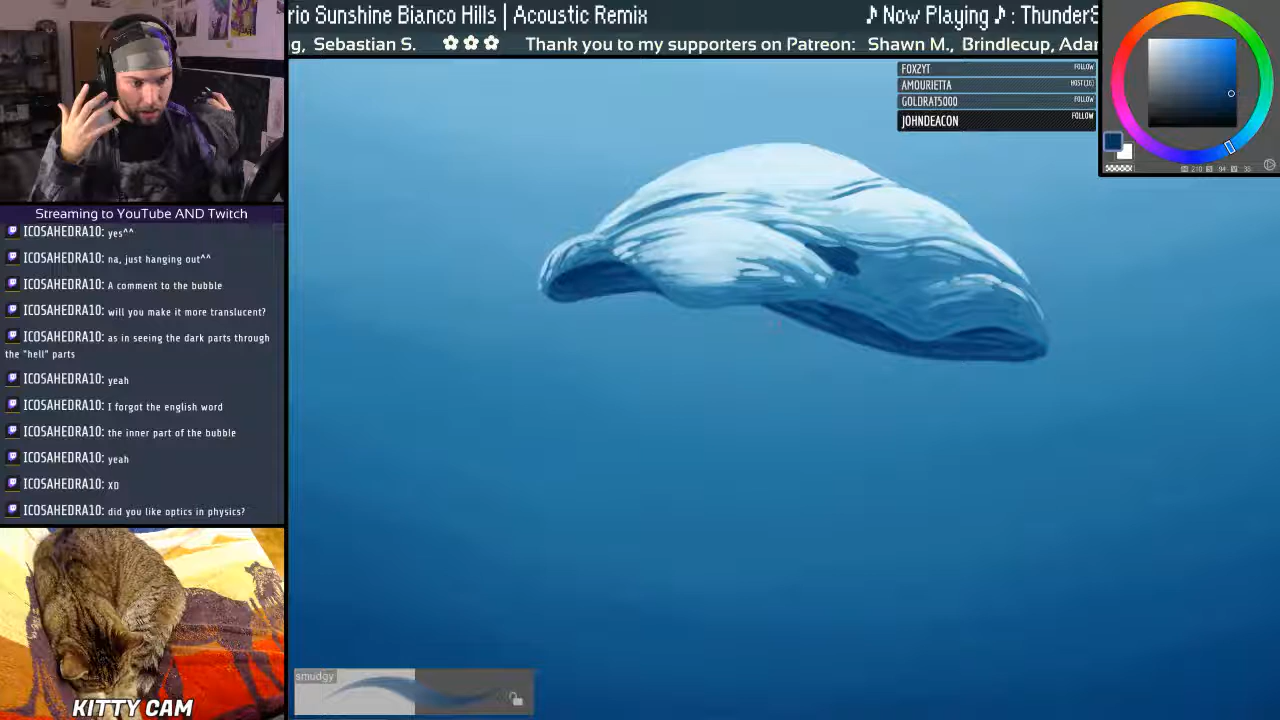 rio Sunshine Bianco Hills | Acoustic Remix ♪ Now Playing ♪ : ThunderS
g, Sebastian S. ✿ ✿ ✿ Thank you to my supporters on Patreon: Shawn M., Brindlecup, Adar
FOXZYT FOLLOW
AMOURIETTA HOST (16)
GOLDRAT5000 FOLLOW
JOHNDEACON FOLLOW
Streaming to YouTube AND Twitch
ICOSAHEDRA10: yes^^
ICOSAHEDRA10: na, just hanging out^^
ICOSAHEDRA10: A comment to the bubble
ICOSAHEDRA10: will you make it more translucent?
ICOSAHEDRA10: as in seeing the dark parts through
the "hell" parts
ICOSAHEDRA10: yeah
ICOSAHEDRA10: I forgot the english word
ICOSAHEDRA10: the inner part of the bubble
ICOSAHEDRA10: yeah
ICOSAHEDRA10: XD
ICOSAHEDRA10: did you like optics in physics?
smudgy
KITTY CAM